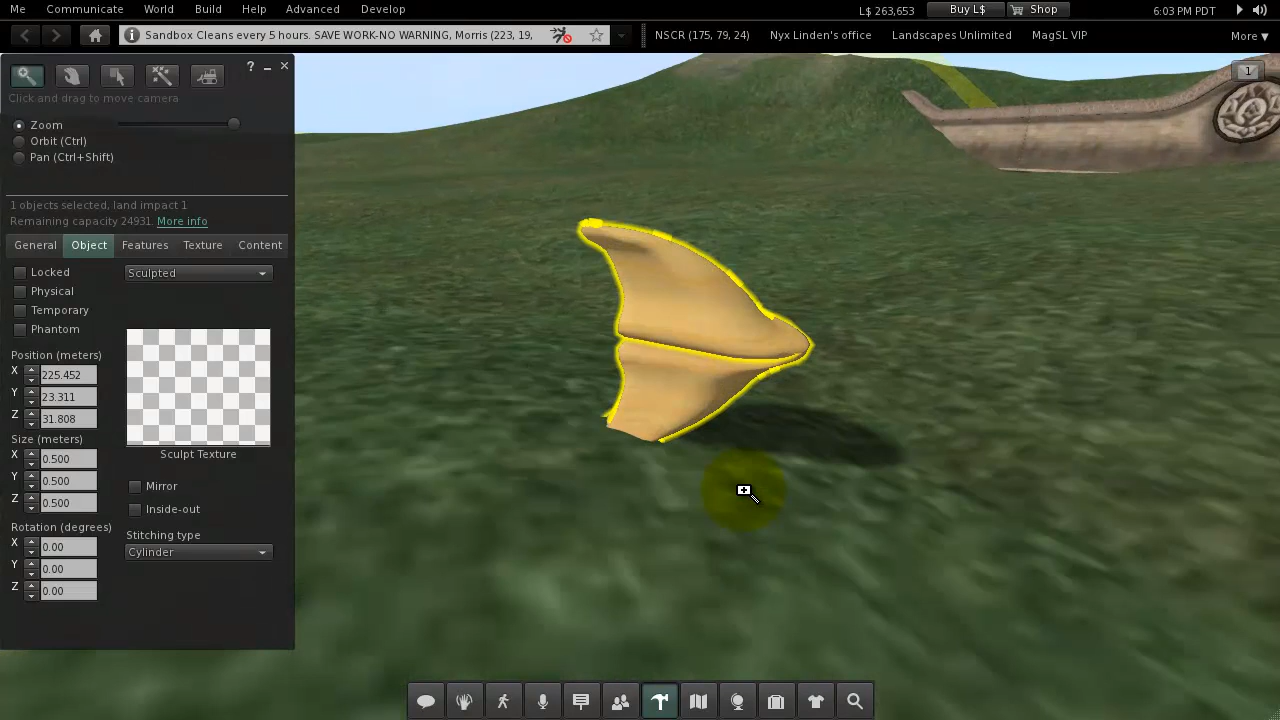 Me Communicate World Build Help Advanced Develop L$ 263,653 Buy L$ Shop 6:03 PM PDT
Sandbox Cleans every 5 hours. SAVE WORK-NO WARNING, Morris (223, 19, NSCR (175, 79, 24) Nyx Linden's office Landscapes Unlimited MagSL VIP More ▼
? _ ×
1
Click and drag to move camera
Zoom
Orbit (Ctrl)
Pan (Ctrl+Shift)
1 objects selected, land impact 1
Remaining capacity 24931. More info
General Object Features Texture Content
Locked Sculpted
Physical
Temporary
Phantom
Position (meters)
X 225.452
Y 23.311
Z 31.808
Size (meters) Sculpt Texture
X 0.500
Y 0.500 Mirror
Z 0.500 Inside-out
Rotation (degrees) Stitching type
X 0.00 Cylinder
Y 0.00
Z 0.00